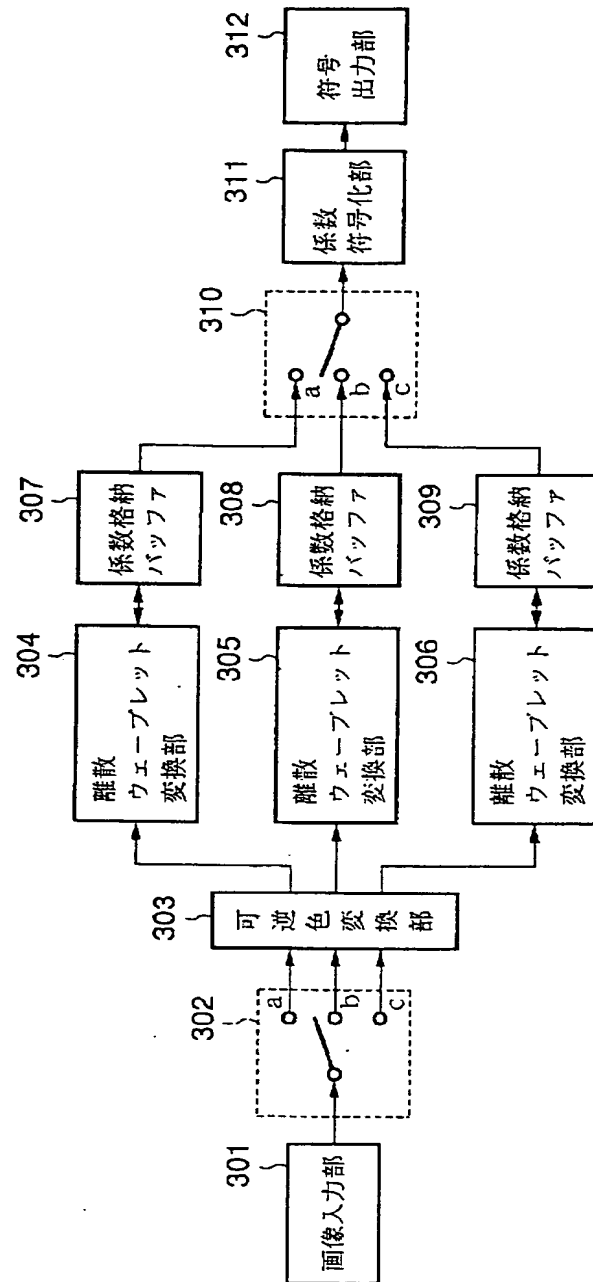 301
画像入力部
302
a
b
c
303
可逆色変換部
304
離散
ウェーブレット
変換部
305
離散
ウェーブレット
変換部
306
離散
ウェーブレット
変換部
307
係数格納
バッファ
308
係数格納
バッファ
309
係数格納
バッファ
310
a
b
c
311
係数
符号化部
312
符号
出力部